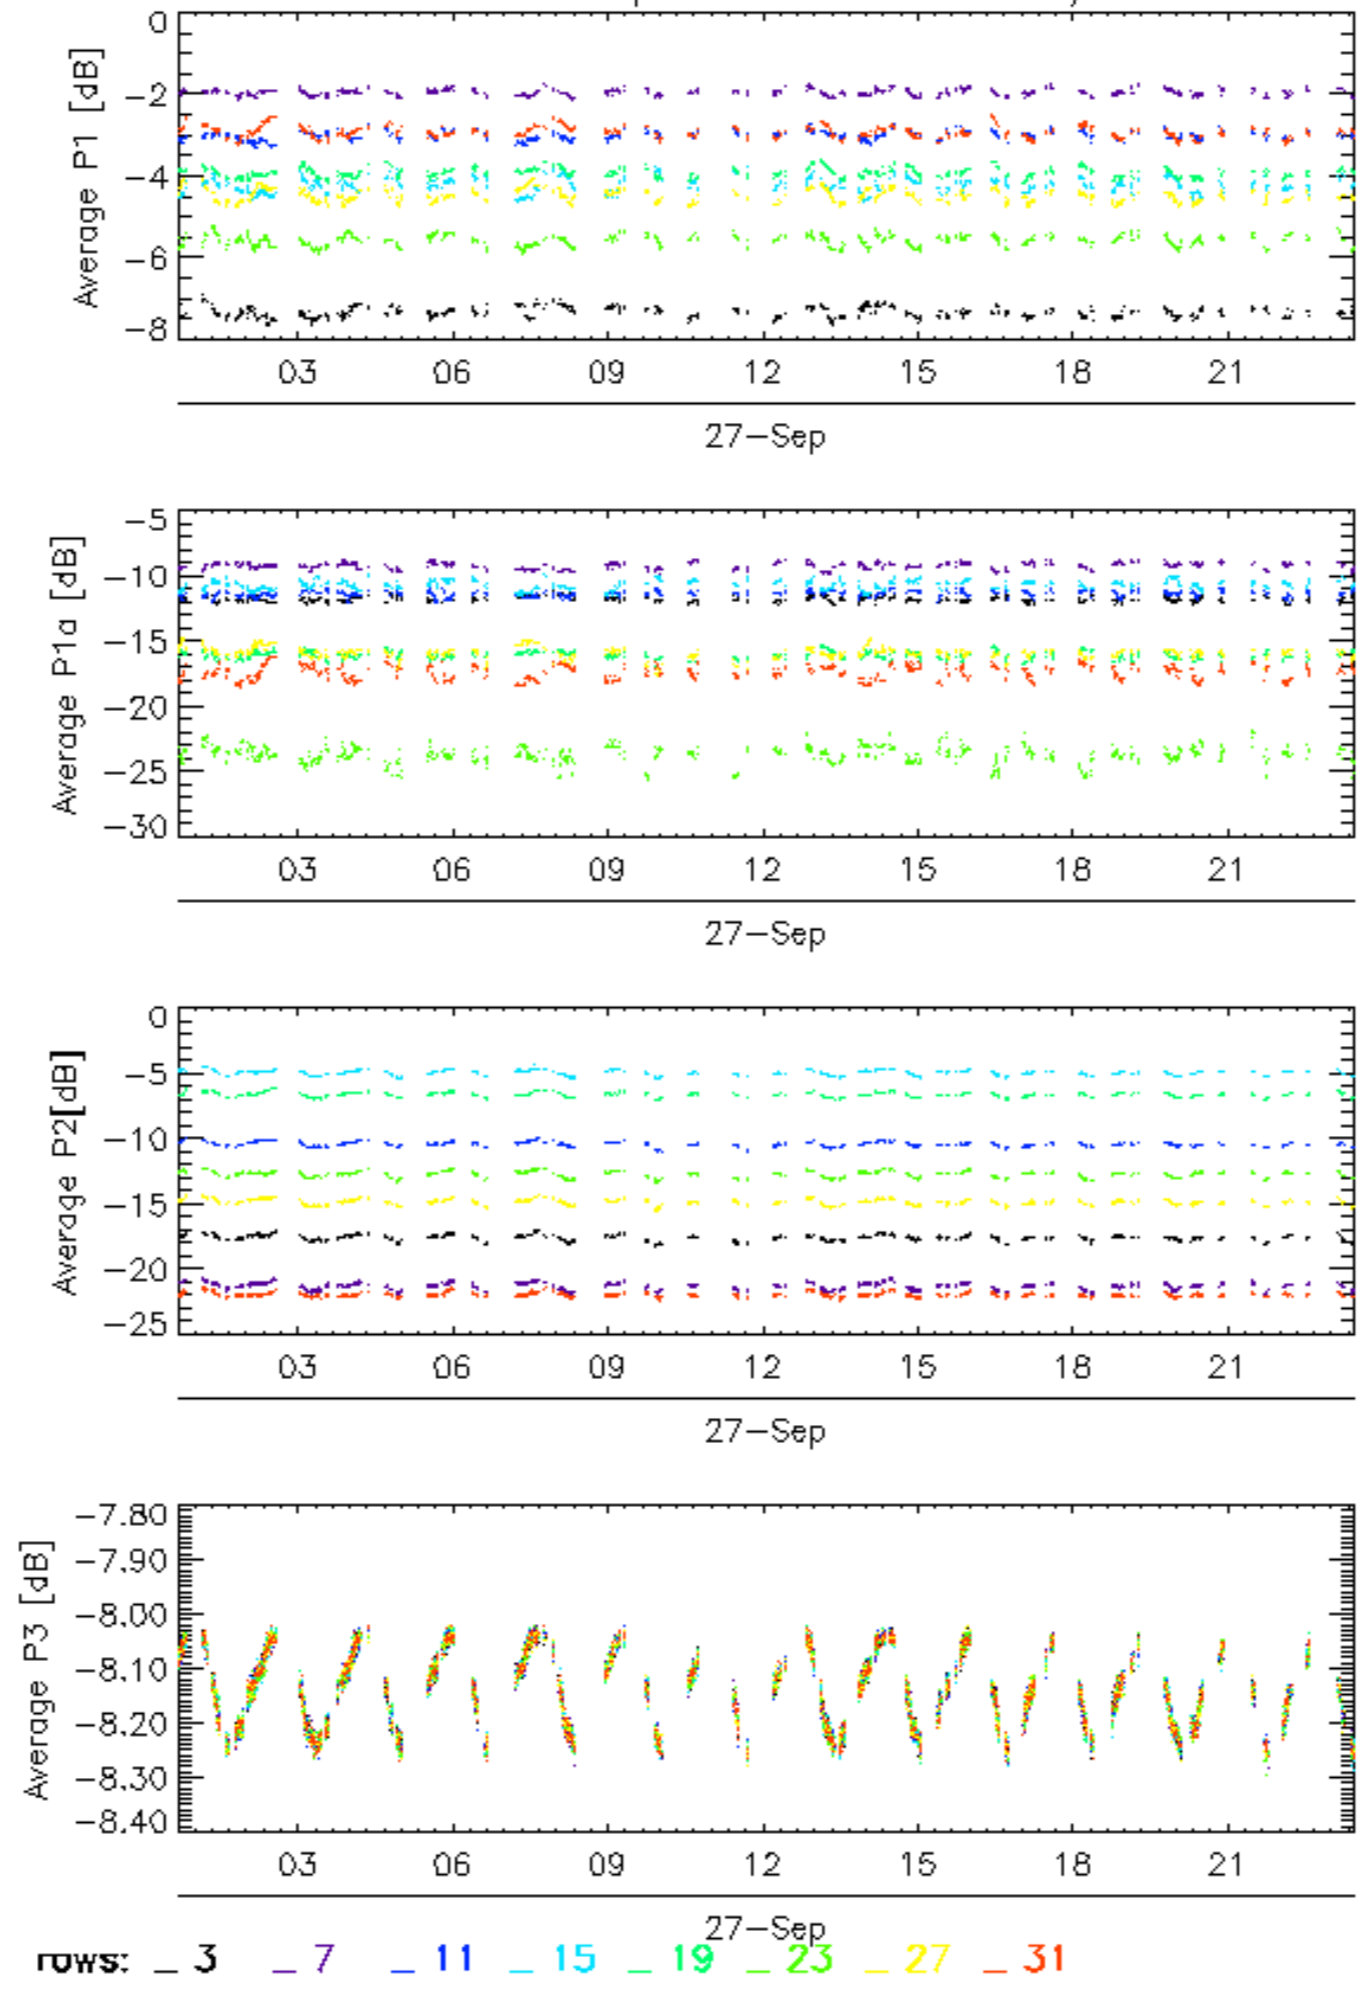 0
−2
−4
−6
−8
Average P1 [dB]
03 06 09 12 15 18 21
27−Sep
−5
−10
−15
−20
−25
−30
Average P1a [dB]
03 06 09 12 15 18 21
27−Sep
0
−5
−10
−15
−20
−25
Average P2[dB]
03 06 09 12 15 18 21
27−Sep
−7.80
−7.90
−8.00
−8.10
−8.20
−8.30
−8.40
Average P3 [dB]
03 06 09 12 15 18 21
27−Sep
rows: _ 3 _ 7 _ 11 _ 15 _ 19 _ 23 _ 27 _ 31